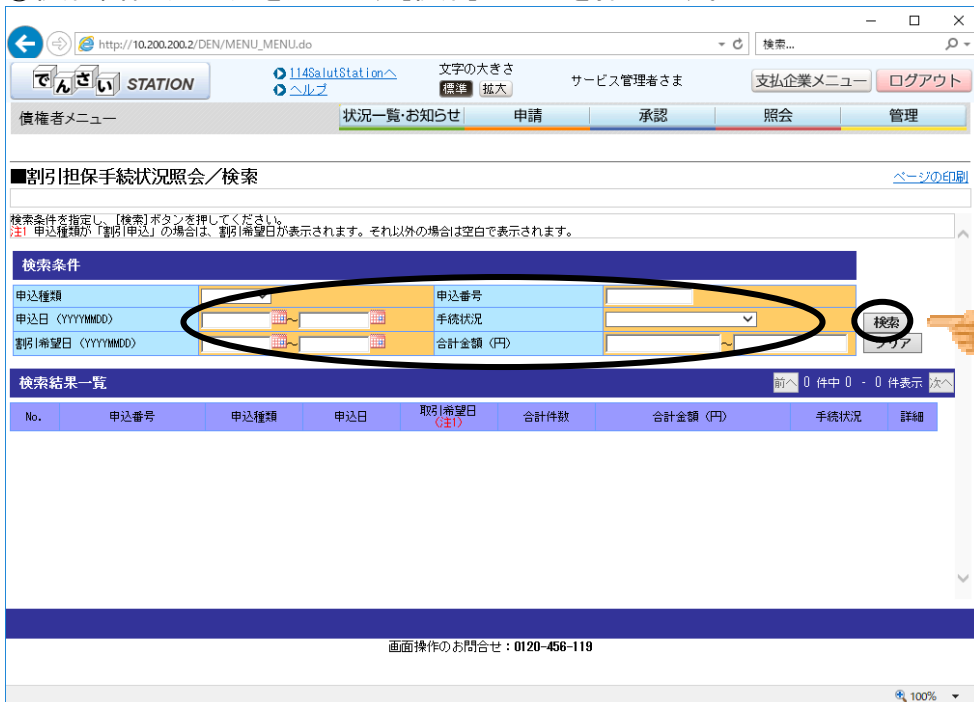 http://10.200.200.2/DEN/MENU_MENU.do
検索...
でんさい STATION
114SalutStationへ
ヘルプ
文字の大きさ
標準 拡大
サービス管理者さま
支払企業メニュー
ログアウト
債権者メニュー
状況一覧・お知らせ 申請 承認 照会 管理
■割引担保手続状況照会／検索
ページの印刷
検索条件を指定し、[検索]ボタンを押してください。
注1 申込種類が「割引申込」の場合は、割引希望日が表示されます。それ以外の場合は空白で表示されます。
検索条件
申込種類 申込番号
申込日（YYYYMMDD） ～ 手続状況
検索
割引希望日（YYYYMMDD） ～ 合計金額（円） ～
クリア
検索結果一覧 前へ 0 件中 0 - 0 件表示 次へ
No. 申込番号 申込種類 申込日 取引希望日（注1） 合計件数 合計金額（円） 手続状況 詳細
画面操作のお問合せ：0120-456-119
100%